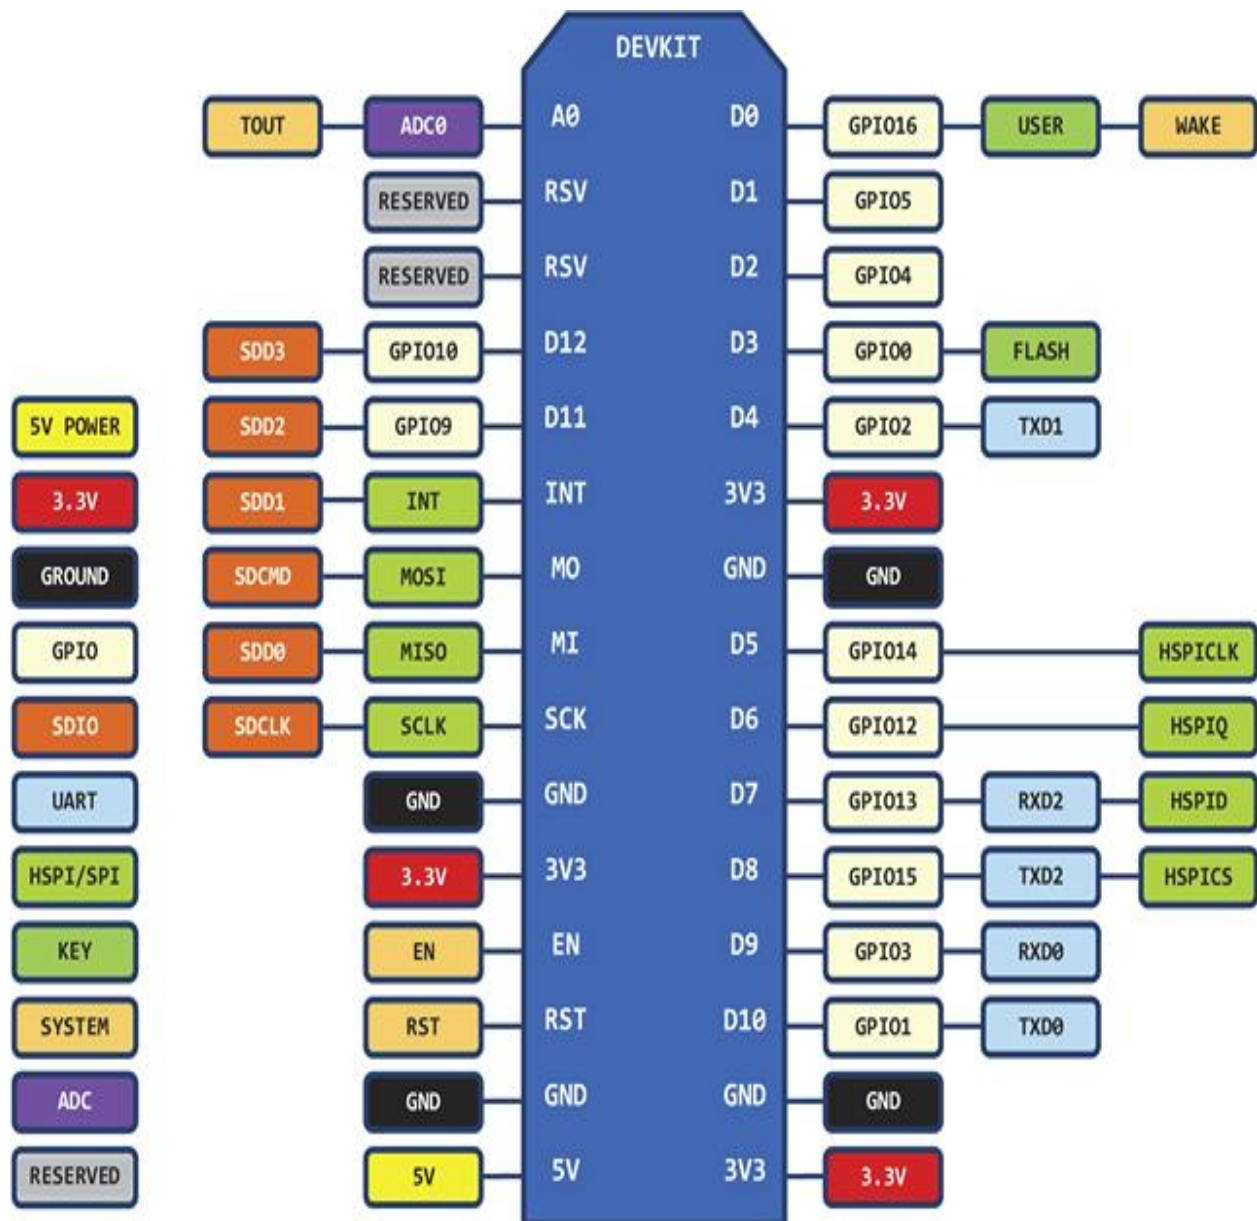 DEVKIT
TOUT ADC0 A0 D0 GPIO16 USER WAKE
RESERVED RSV D1 GPIO5
RESERVED RSV D2 GPIO4
SDD3 GPIO10 D12 D3 GPIO0 FLASH
5V POWER SDD2 GPIO9 D11 D4 GPIO2 TXD1
3.3V SDD1 INT INT 3V3 3.3V
GROUND SDCMD MOSI MO GND GND
GPIO SDD0 MISO MI D5 GPIO14 HSPICLK
SDIO SDCLK SCLK SCK D6 GPIO12 HSPIQ
UART GND GND D7 GPIO13 RXD2 HSPID
HSPI/SPI 3.3V 3V3 D8 GPIO15 TXD2 HSPICS
KEY EN EN D9 GPIO3 RXD0
SYSTEM RST RST D10 GPIO1 TXD0
ADC GND GND GND GND
RESERVED 5V 5V 3V3 3.3V